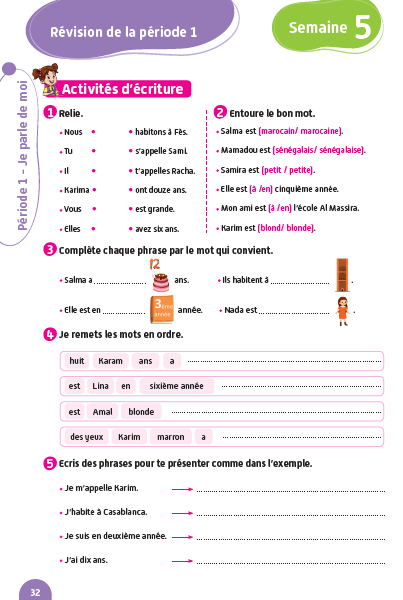 Révision de la période 1
Semaine 5
Période 1 - Je parle de moi
Activités d'écriture
1 Relie.
• Nous • • habitons à Fès.
• Tu • • s'appelle Sami.
• Il • • t'appelles Racha.
• Karima • • ont douze ans.
• Vous • • est grande.
• Elles • • avez six ans.
2 Entoure le bon mot.
• Salma est (marocain/ marocaine).
• Mamadou est (sénégalais/ sénégalaise).
• Samira est (petit / petite).
• Elle est (à /en) cinquième année.
• Mon ami est (à /en) l'école Al Massira.
• Karim est (blond/ blonde).
3 Complète chaque phrase par le mot qui convient.
• Salma a ................ 12 ans.
• Ils habitent à ................ .
• Elle est en ................ 3ème année année.
• Nada est ................ .
4 Je remets les mots en ordre.
huit Karam ans a ................
est Lina en sixième année ................
est Amal blonde ................
des yeux Karim marron a ................
5 Ecris des phrases pour te présenter comme dans l'exemple.
• Je m'appelle Karim. ................
• J'habite à Casablanca. ................
• Je suis en deuxième année. ................
• J'ai dix ans. ................
32